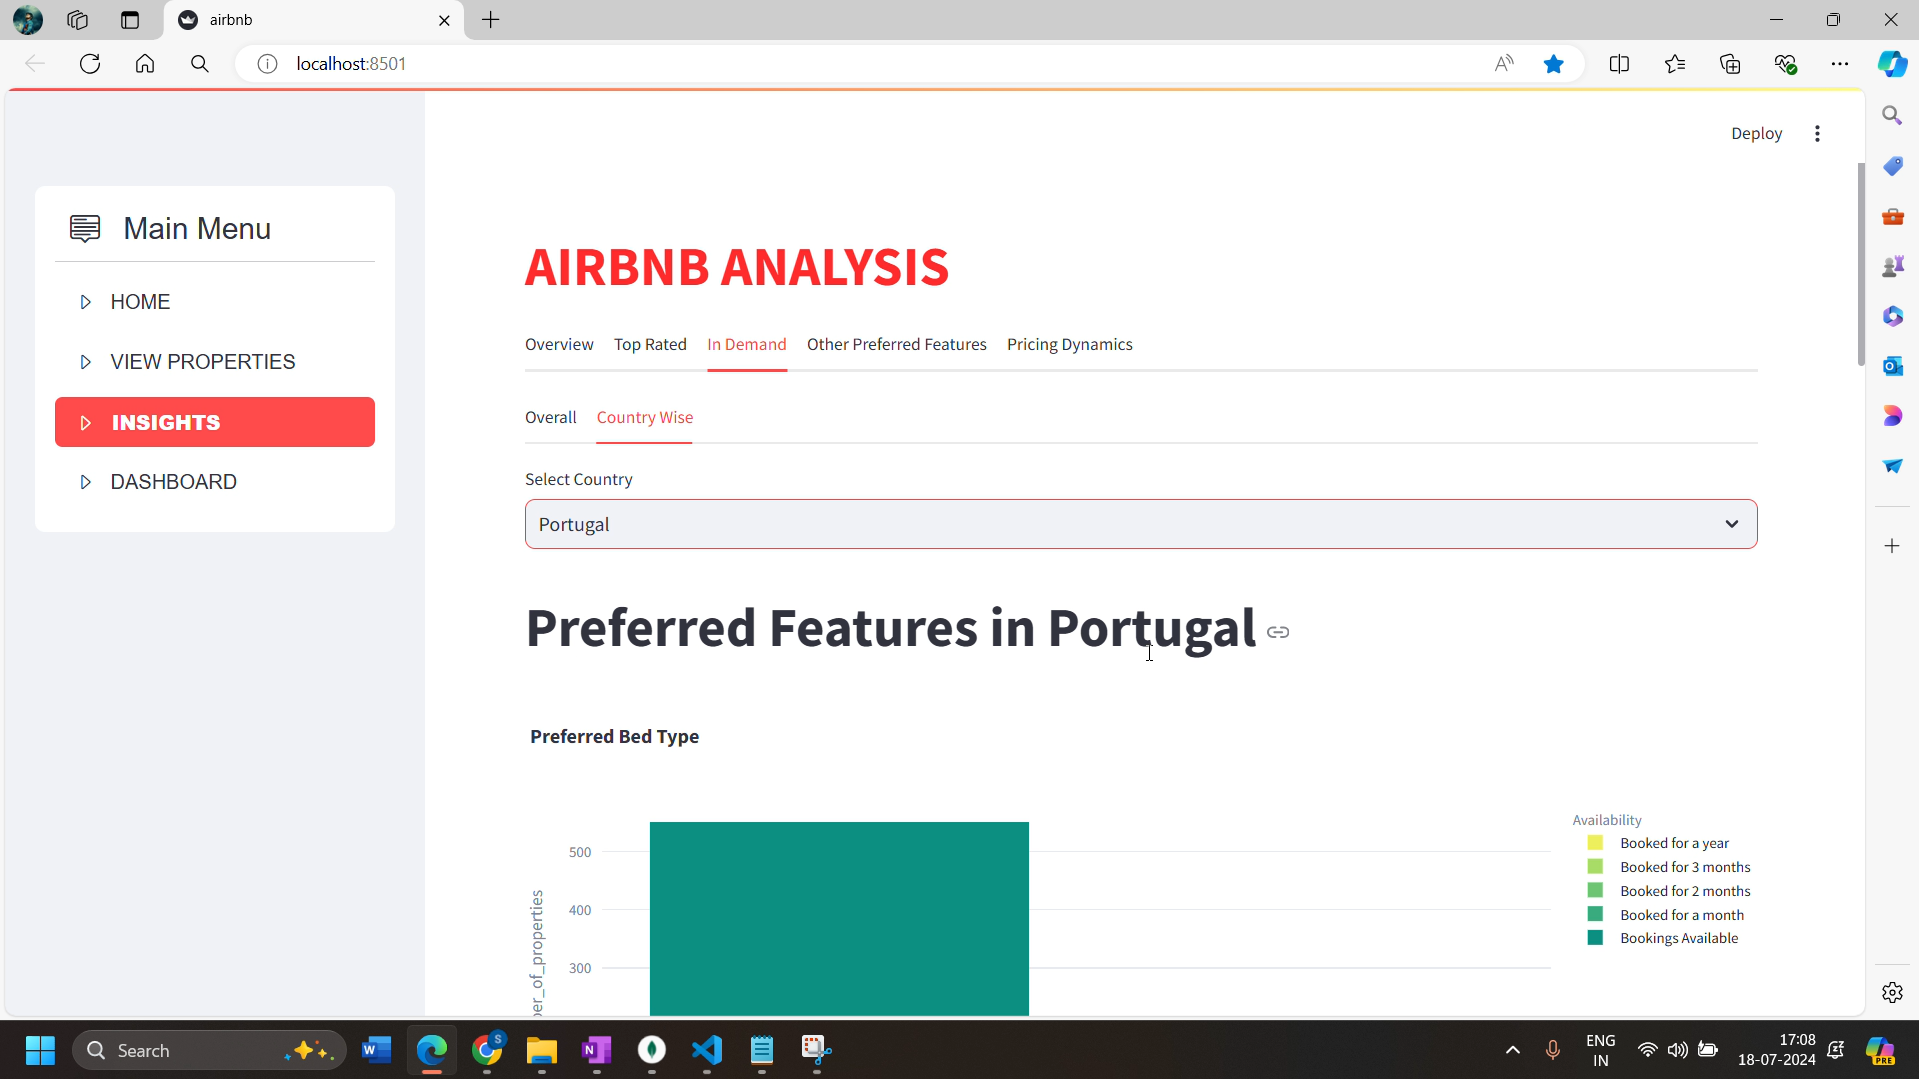 airbnb
localhost:8501
Deploy
Main Menu
HOME
VIEW PROPERTIES
INSIGHTS
DASHBOARD
AIRBNB ANALYSIS
Overview Top Rated In Demand Other Preferred Features Pricing Dynamics
Overall Country Wise
Select Country
Portugal
Preferred Features in Portugal
Preferred Bed Type
500
400
300
ber_of_properties
Availability
Booked for a year
Booked for 3 months
Booked for 2 months
Booked for a month
Bookings Available
Search
ENG
IN
17:08
18-07-2024
PRE
S